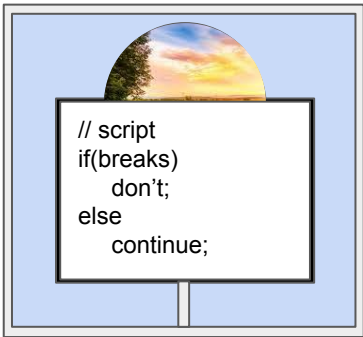 // script
if(breaks)
don’t;
else
continue;